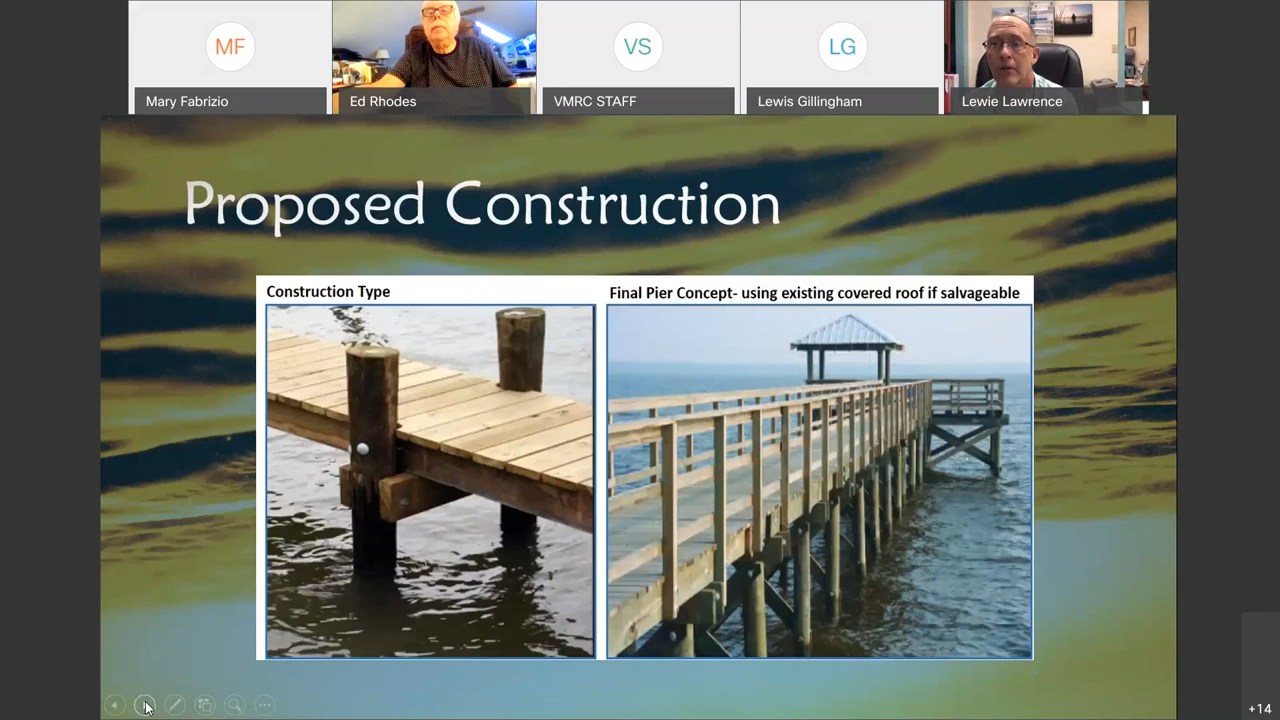 MF
VS
LG
Mary Fabrizio
Ed Rhodes
VMRC STAFF
Lewis Gillingham
Lewie Lawrence
Proposed Construction
Construction Type
Final Pier Concept- using existing covered roof if salvageable
+14